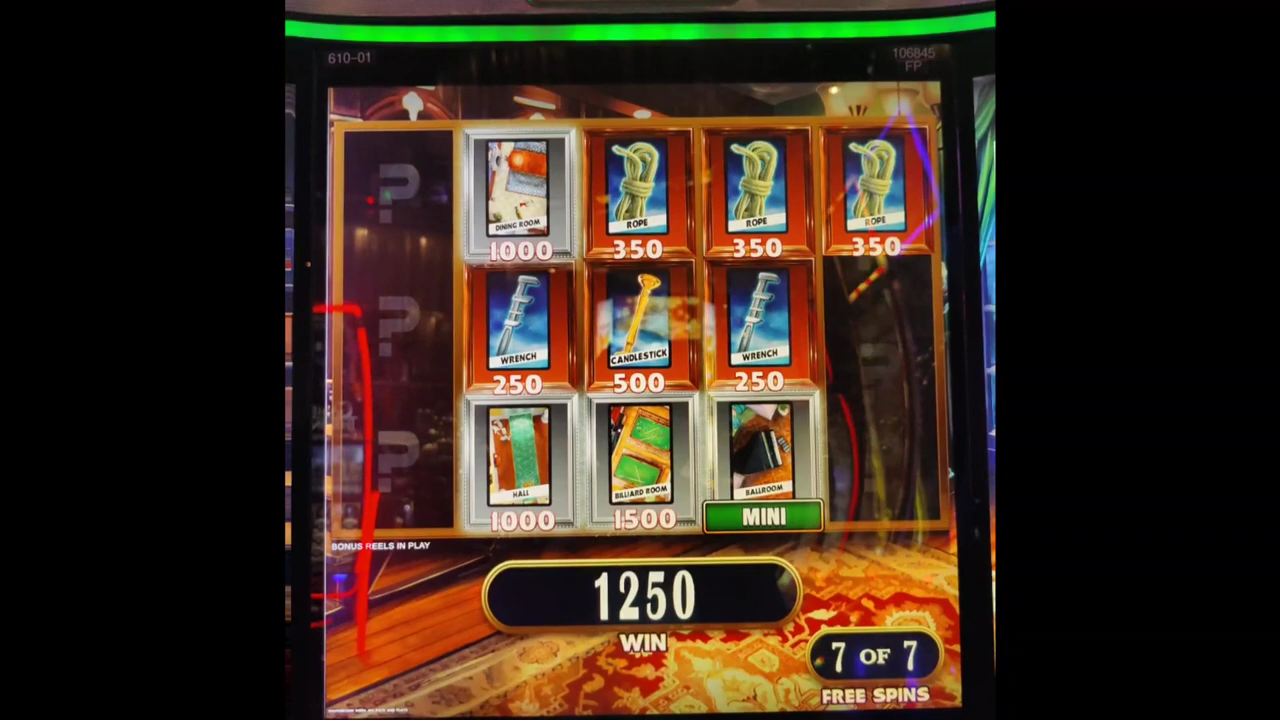 610-01
106845
FP
?
DINING ROOM
1000
ROPE
350
ROPE
350
ROPE
350
?
WRENCH
250
CANDLESTICK
500
WRENCH
250
?
HALL
1000
BILLIARD ROOM
1500
BALLROOM
MINI
BONUS REELS IN PLAY
1250
WIN
7 OF 7
FREE SPINS